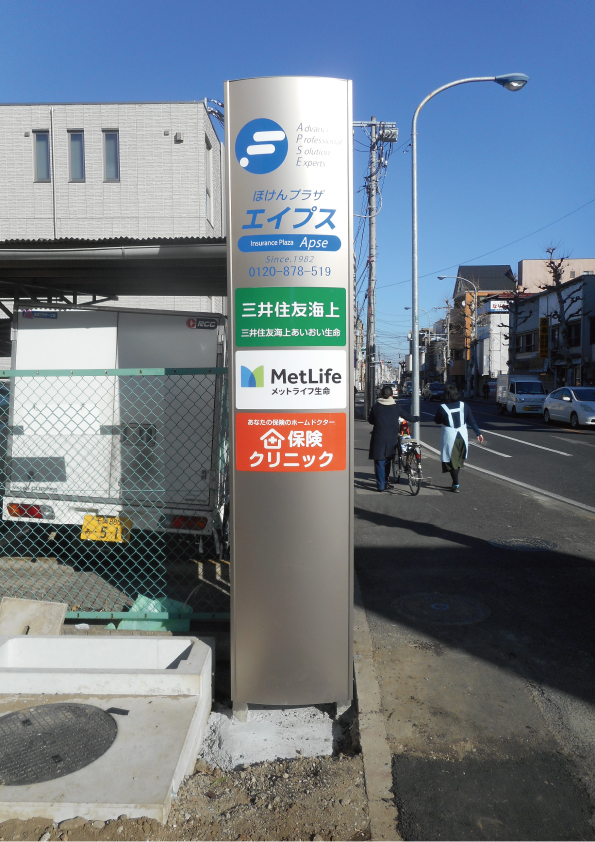 Advance
Professional
Solution
Experts
ほけんプラザ
エイプス
Insurance Plaza Apse
Since.1982
0120-878-519
三井住友海上
三井住友海上あいおい生命
MetLife
メットライフ生命
あなたの保険のホームドクター
保険
クリニック
51